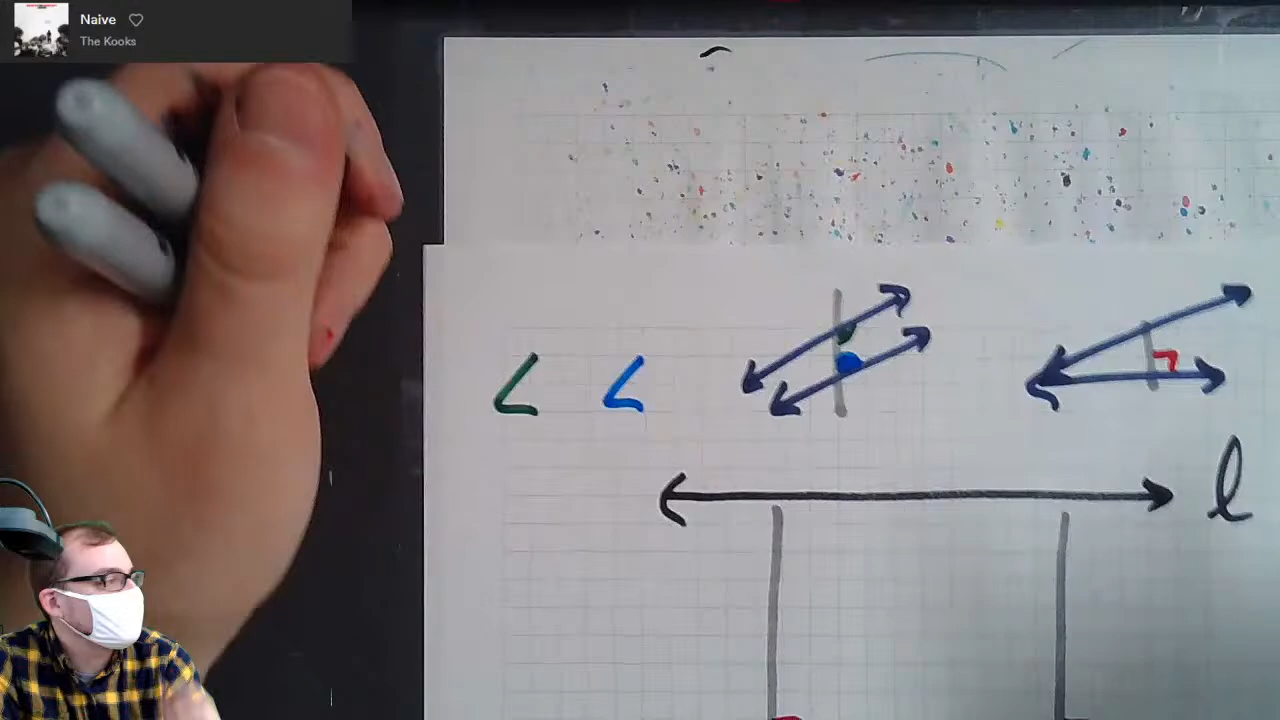 Naive
The Kooks
∠ ∠
l